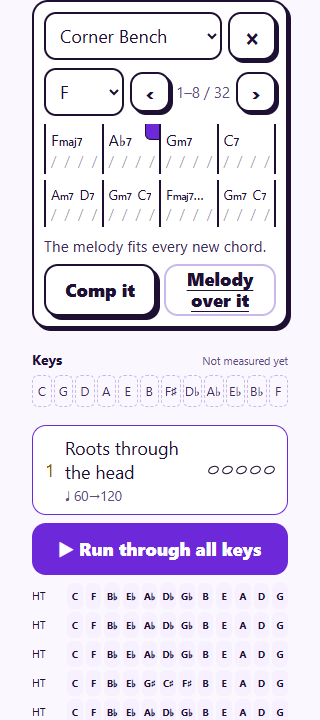 Corner Bench ×
F ‹ 1–8 / 32 ›
Fmaj7 A♭7 Gm7 C7
/ / / / / / / / / / / / / / / /
Am7 D7 Gm7 C7 Fmaj7... Gm7 C7
/ / / / / / / / / / / / / / / /
The melody fits every new chord.
Comp it
Melody
over it
Keys Not measured yet
C G D A E B F♯ D♭ A♭ E♭ B♭ F
1 Roots through
the head
♩ 60→120
▶ Run through all keys
HT C F B♭ E♭ A♭ D♭ G♭ B E A D G
HT C F B♭ E♭ A♭ D♭ G♭ B E A D G
HT C F B♭ E♭ A♭ D♭ G♭ B E A D G
HT C F B♭ E♭ G♯ C♯ F♯ B E A D G
HT C F B♭ E♭ A♭ D♭ G♭ B E A D G